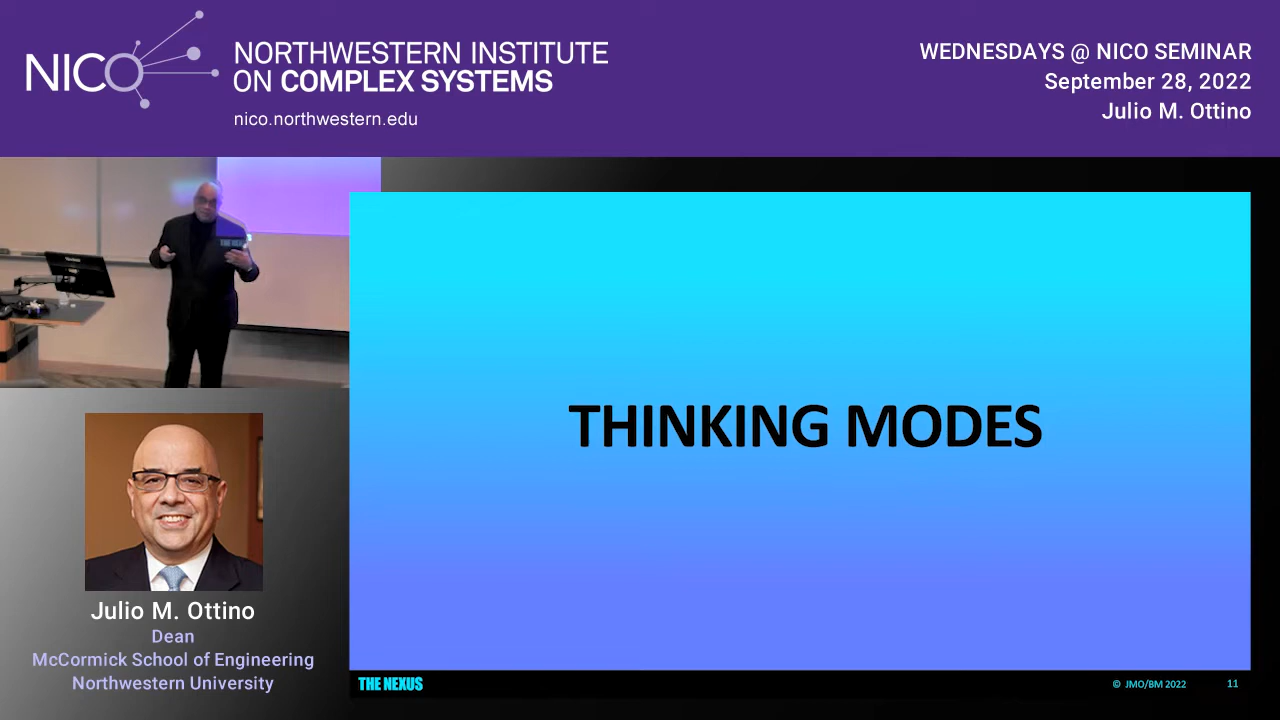 NICO
NORTHWESTERN INSTITUTE
ON COMPLEX SYSTEMS
nico.northwestern.edu
WEDNESDAYS @ NICO SEMINAR
September 28, 2022
Julio M. Ottino
THINKING MODES
Julio M. Ottino
Dean
McCormick School of Engineering
Northwestern University
THE NEXUS
© JMO/BM 2022
11